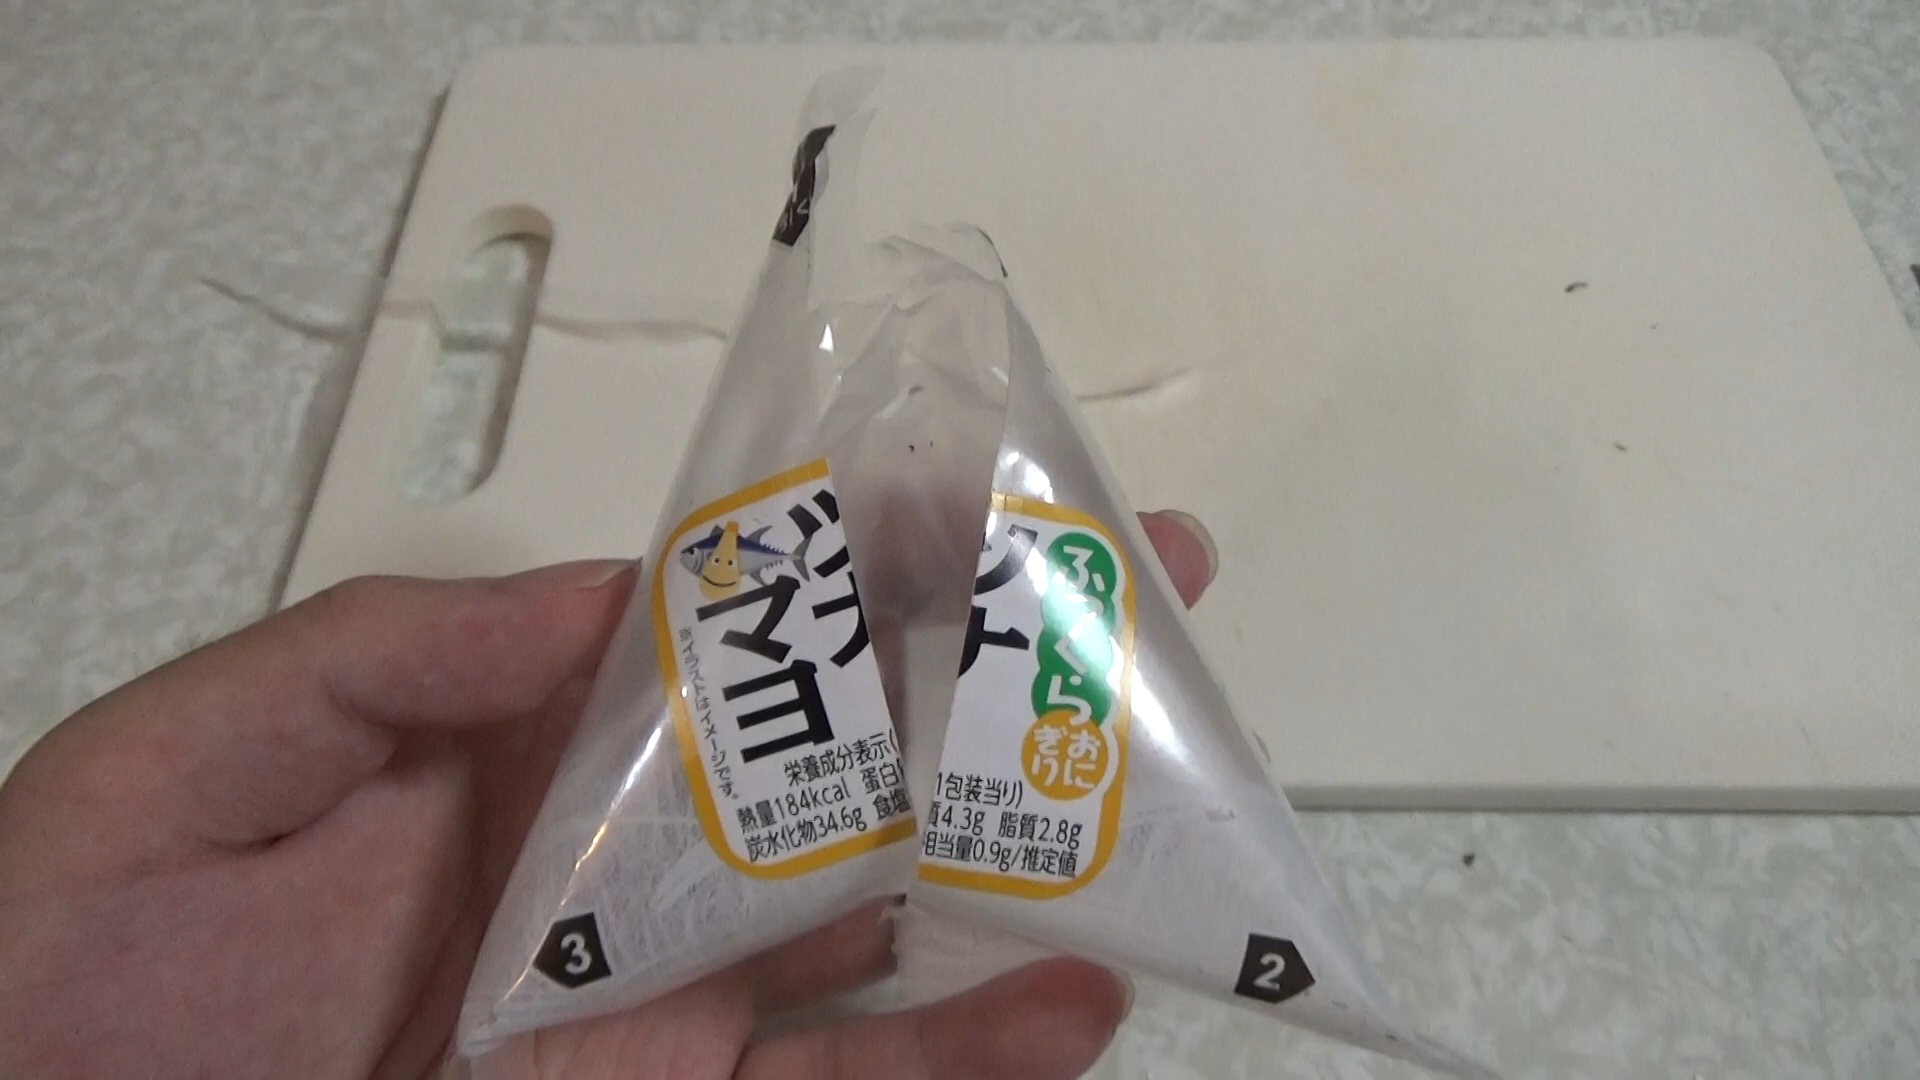 ツナ
マヨ
ふっくら
おに
ぎり
※イラストはイメージです。
栄養成分表示(1包装当り)
熱量184kcal 蛋白質4.3g 脂質2.8g
炭水化物34.6g 食塩相当量0.9g/推定値
3
2